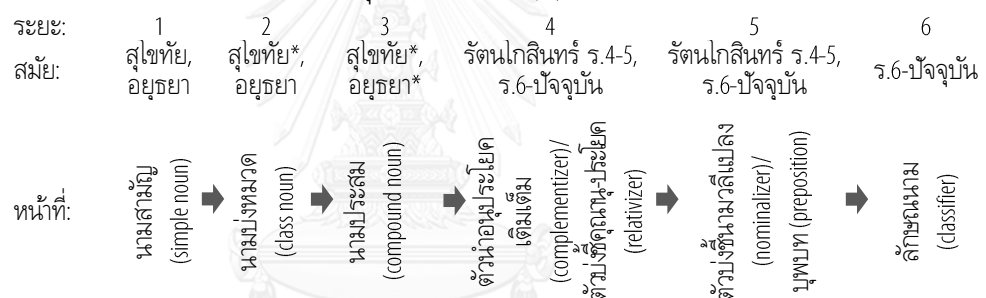 ระยะ: 1 2 3 4 5 6
สมัย: สุโขทัย, สุโขทัย*, สุโขทัย*, รัตนโกสินทร์ ร.4-5, รัตนโกสินทร์ ร.4-5, ร.6-ปัจจุบัน
อยุธยา อยุธยา อยุธยา* ร.6-ปัจจุบัน ร.6-ปัจจุบัน
หน้าที่:
นามสามัญ
(simple noun)
นามบ่งหมวด
(class noun)
นามประสม
(compound noun)
ตัวนำอนุประโยค
เติมเต็ม
(complementizer)/
ตัวบ่งชี้คุณานุประโยค
(relativizer)
ตัวบ่งชี้นามวลีแปลง
(nominalizer)/
บุพบท (preposition)
ลักษณนาม
(classifier)